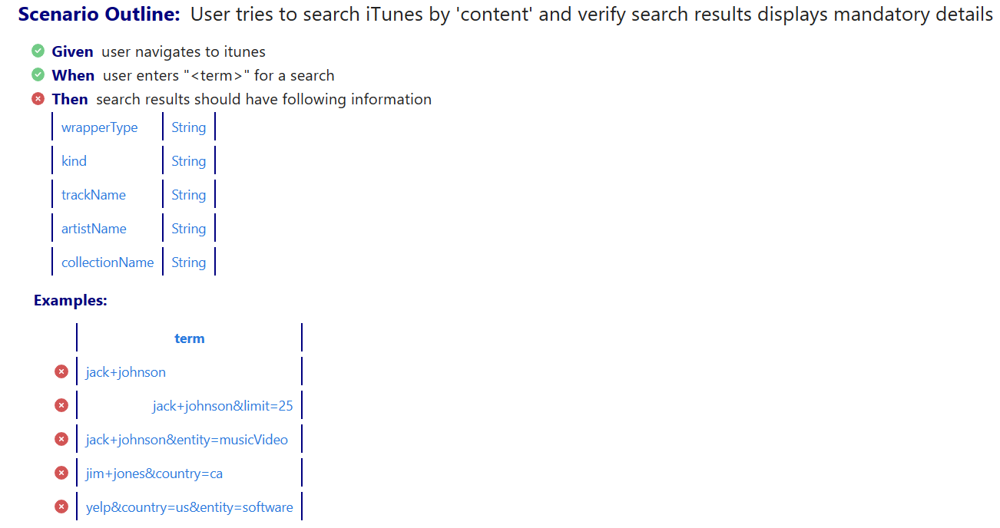 Scenario Outline: User tries to search iTunes by 'content' and verify search results displays mandatory details
Given user navigates to itunes
When user enters "<term>" for a search
Then search results should have following information
wrapperType String
kind String
trackName String
artistName String
collectionName String
Examples:
term
jack+johnson
jack+johnson&limit=25
jack+johnson&entity=musicVideo
jim+jones&country=ca
yelp&country=us&entity=software